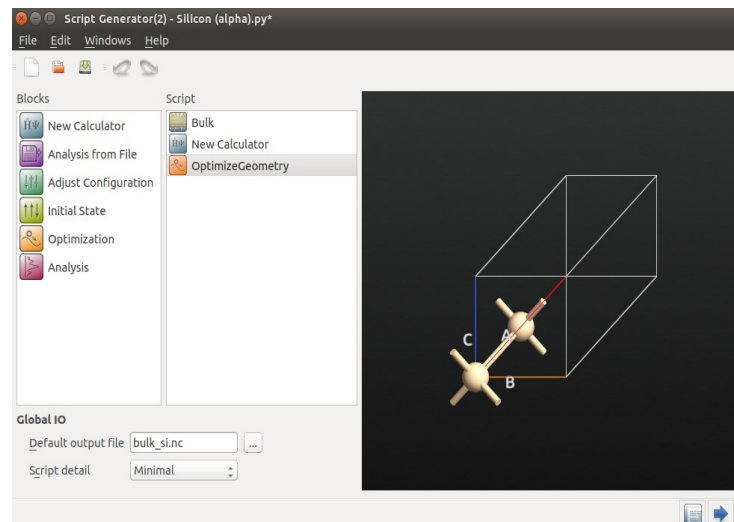 Script Generator(2) - Silicon (alpha).py*
File Edit Windows Help
Blocks
Script
New Calculator
Analysis from File
Adjust Configuration
Initial State
Optimization
Analysis
Bulk
New Calculator
OptimizeGeometry
C
A
B
Global IO
Default output file bulk_si.nc ...
Script detail Minimal